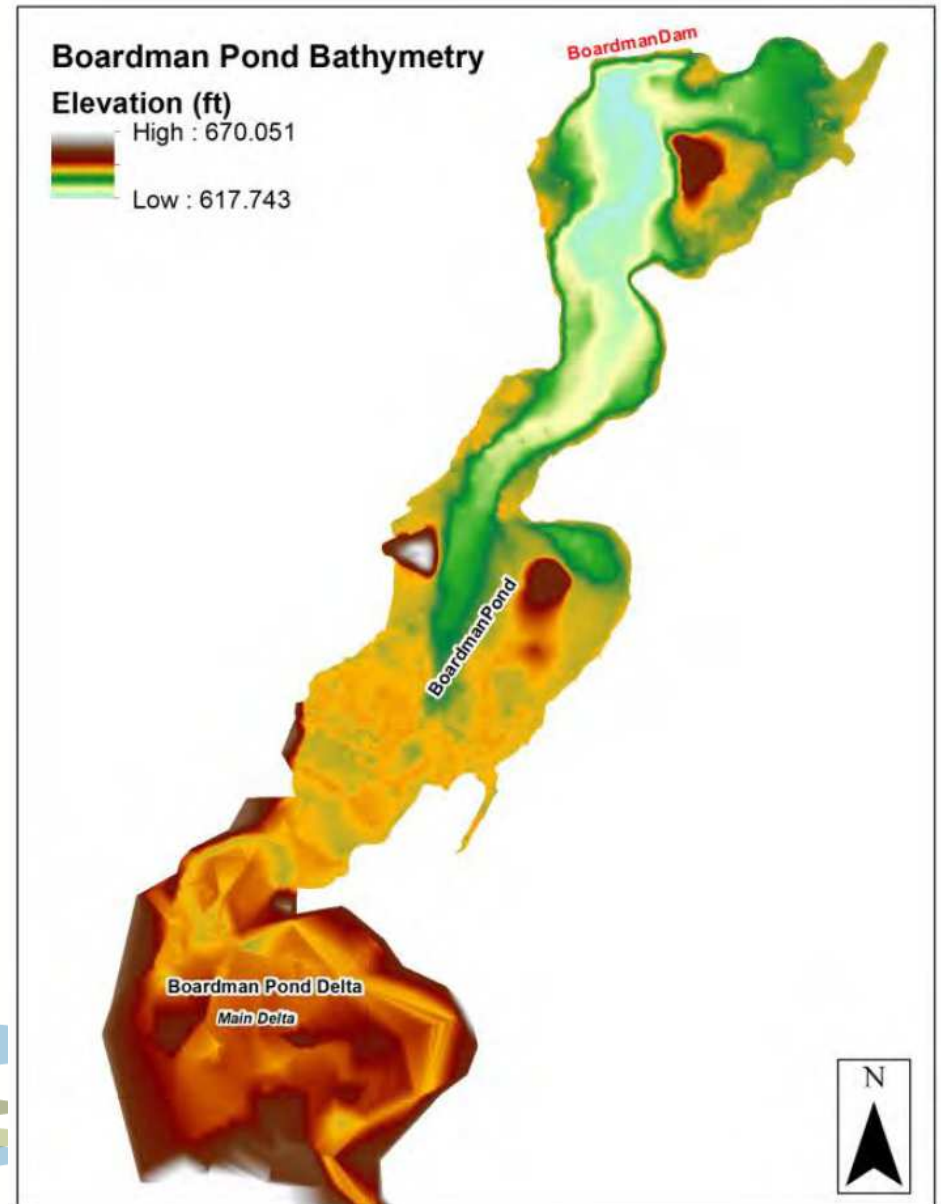 Boardman Pond Bathymetry
Elevation (ft)
High : 670.051
Low : 617.743
BoardmanDam
BoardmanPond
Boardman Pond Delta
Main Delta
N